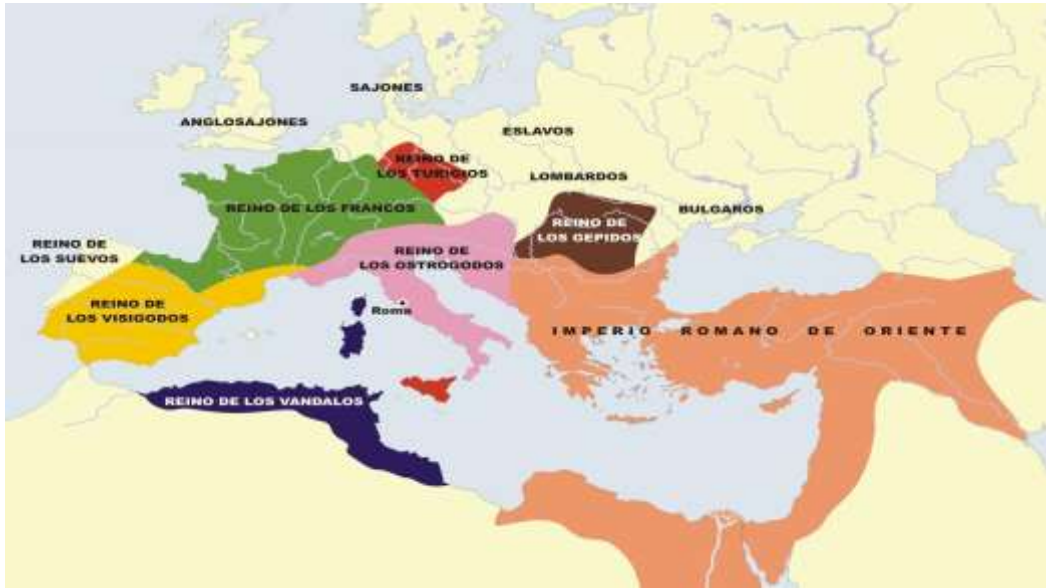 SAJONES
ANGLOSAJONES
ESLAVOS
REINO DE
LOS TURIGIOS
LOMBARDOS
REINO DE LOS FRANCOS
BULGAROS
REINO DE
LOS GEPIDOS
REINO DE
LOS SUEVOS
REINO DE
LOS OSTROGODOS
REINO DE
LOS VISIGODOS
Roma
IMPERIO ROMANO DE ORIENTE
REINO DE LOS VANDALOS